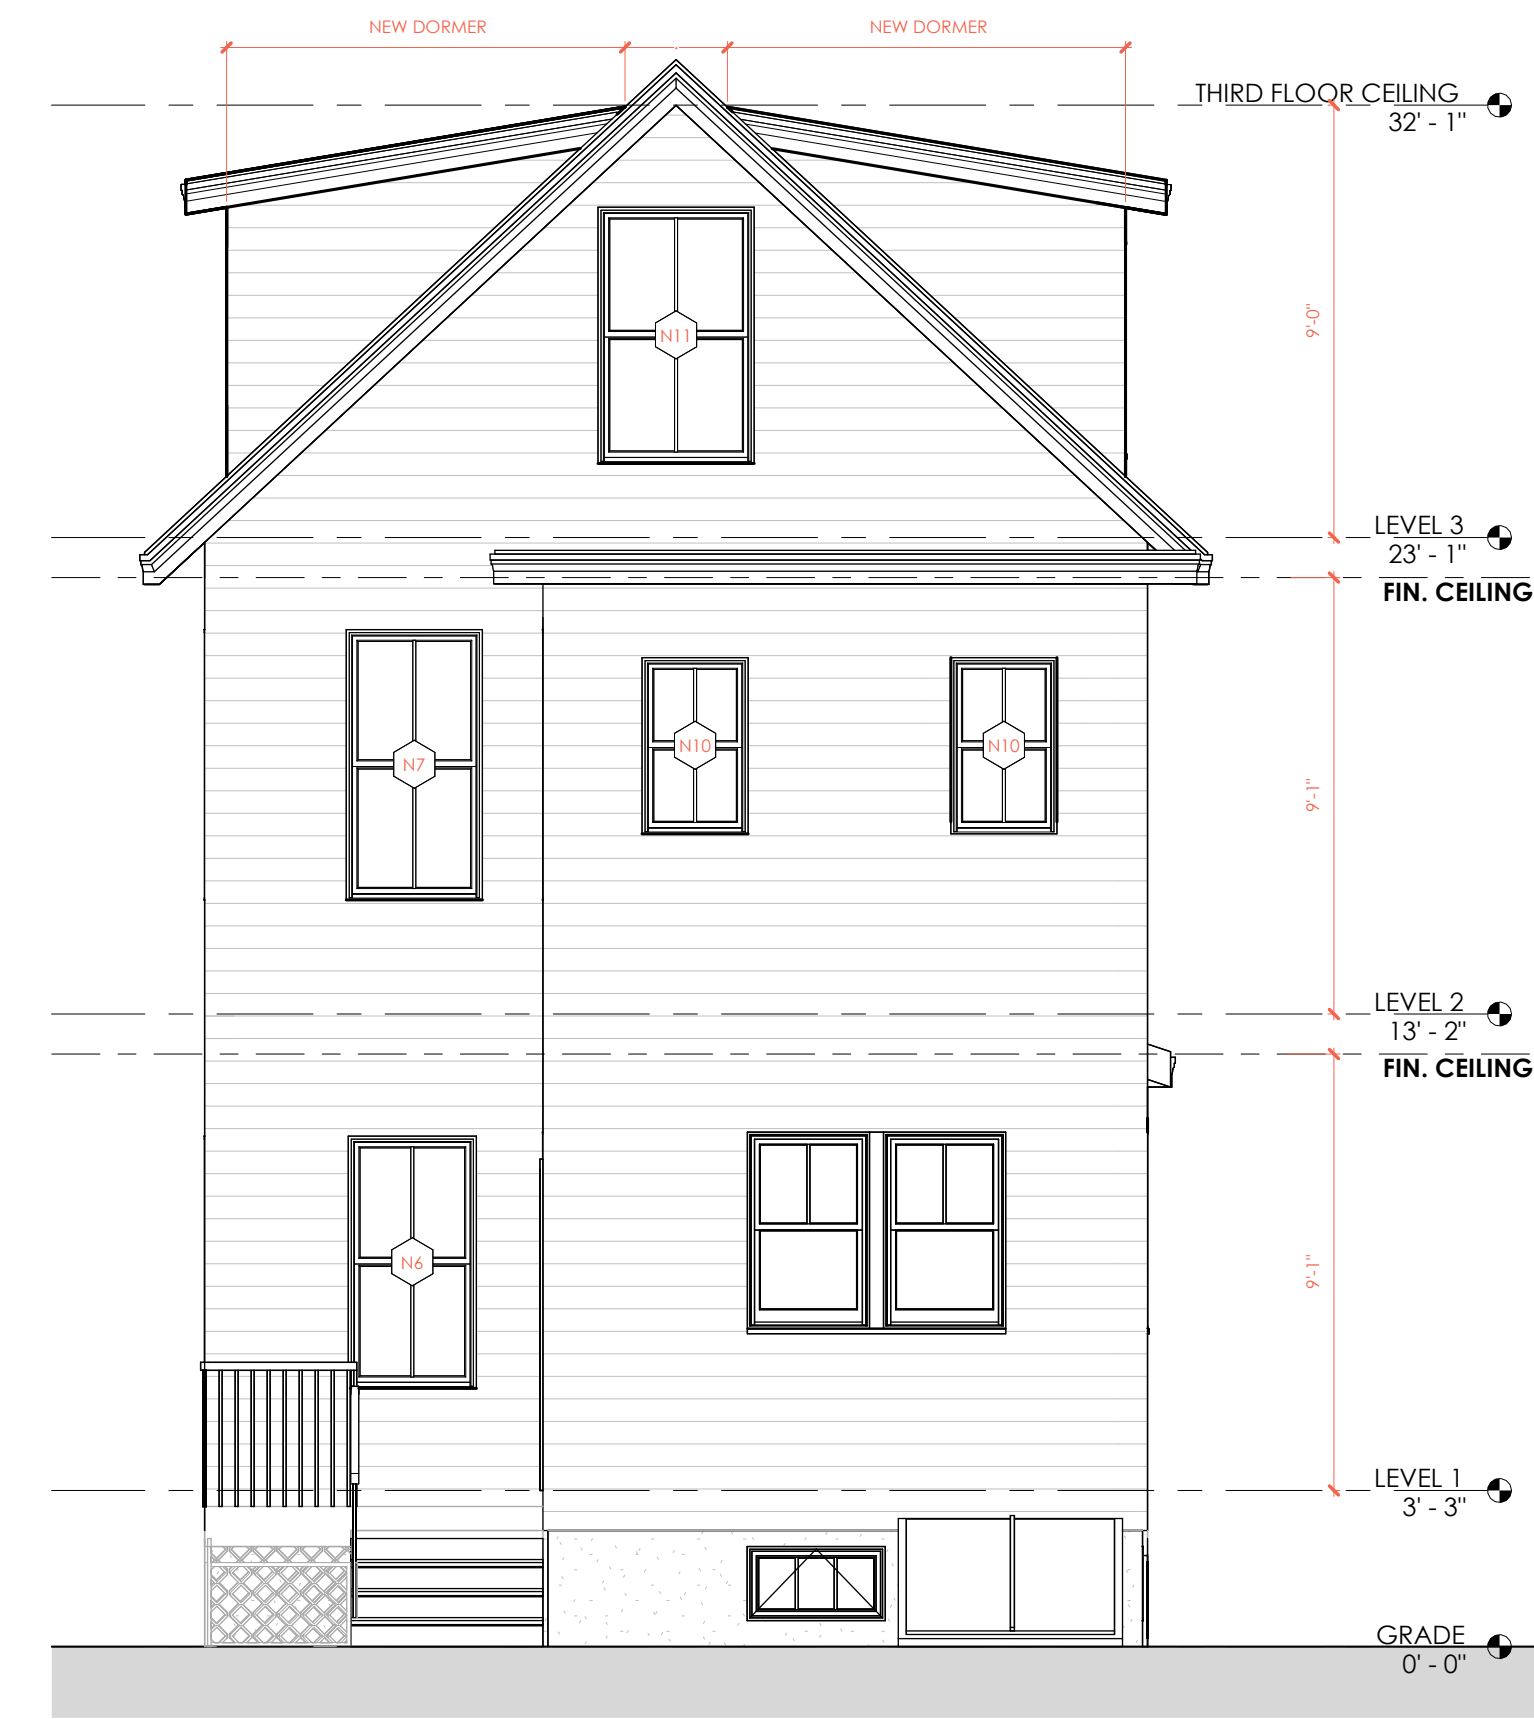 NEW DORMER
NEW DORMER
THIRD FLOOR CEILING
32' - 1"
9'-0"
N11
LEVEL 3
23' - 1"
FIN. CEILING
N7
N10
N10
9'-1"
LEVEL 2
13' - 2"
FIN. CEILING
N6
9'-1"
LEVEL 1
3' - 3"
GRADE
0' - 0"